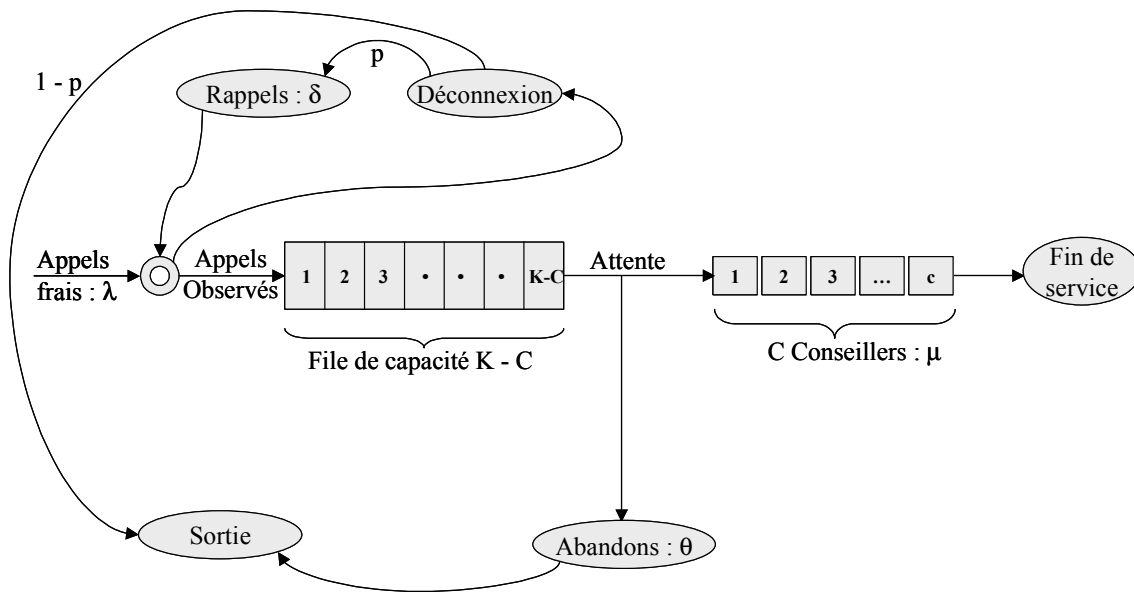 1 - p
p
Rappels : δ
Déconnexion
Appels
frais : λ
Appels
Observés
1 2 3 • • • K-C
Attente
1 2 3 ... c
Fin de
service
File de capacité K - C
C Conseillers : μ
Sortie
Abandons : θ